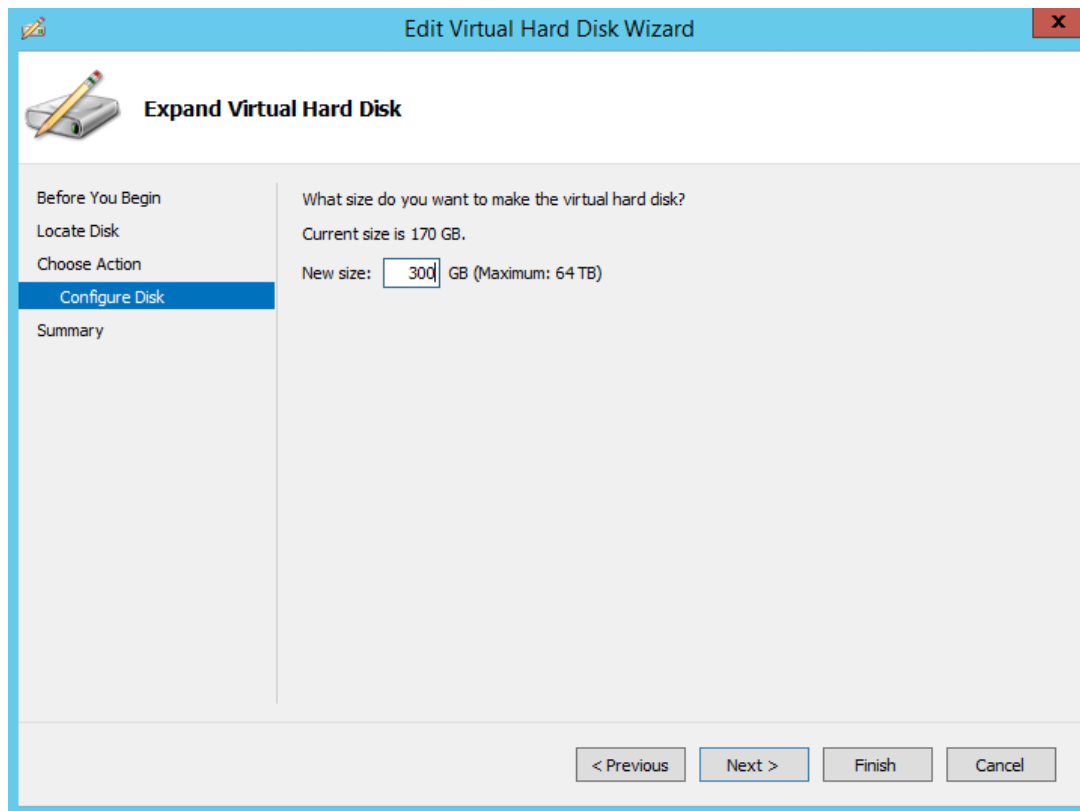 Edit Virtual Hard Disk Wizard
x
Expand Virtual Hard Disk
Before You Begin
Locate Disk
Choose Action
Configure Disk
Summary
What size do you want to make the virtual hard disk?
Current size is 170 GB.
New size: 300 GB (Maximum: 64 TB)
< Previous
Next >
Finish
Cancel